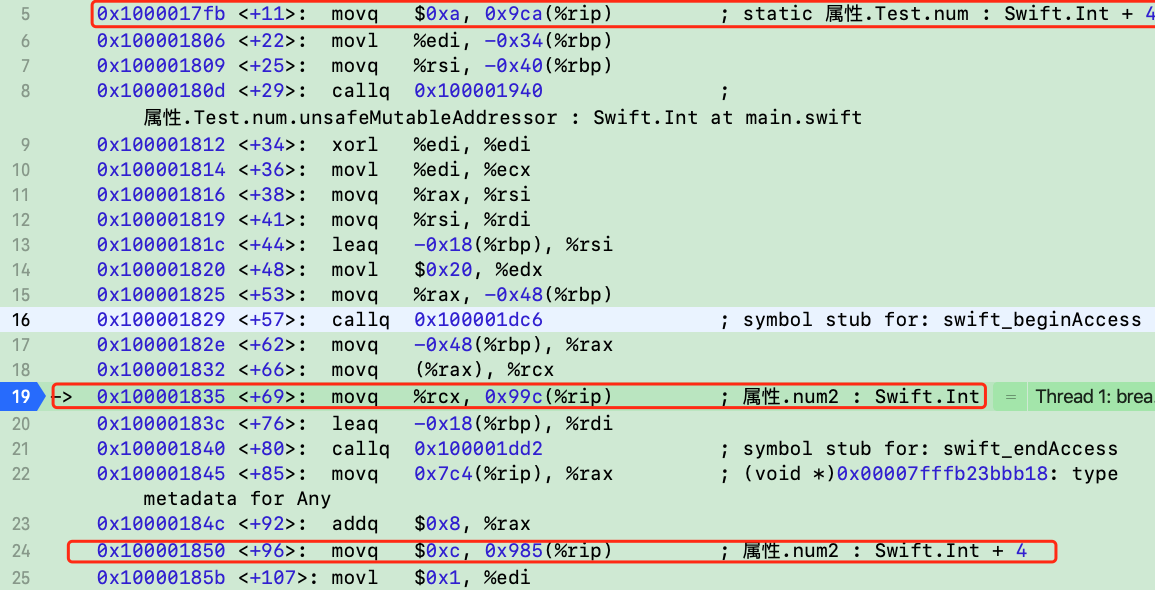 5 0x1000017fb <+11>: movq $0xa, 0x9ca(%rip) ; static 属性.Test.num : Swift.Int + 4
6 0x100001806 <+22>: movl %edi, -0x34(%rbp)
7 0x100001809 <+25>: movq %rsi, -0x40(%rbp)
8 0x10000180d <+29>: callq 0x100001940 ;
属性.Test.num.unsafeMutableAddressor : Swift.Int at main.swift
9 0x100001812 <+34>: xorl %edi, %edi
10 0x100001814 <+36>: movl %edi, %ecx
11 0x100001816 <+38>: movq %rax, %rsi
12 0x100001819 <+41>: movq %rsi, %rdi
13 0x10000181c <+44>: leaq -0x18(%rbp), %rsi
14 0x100001820 <+48>: movl $0x20, %edx
15 0x100001825 <+53>: movq %rax, -0x48(%rbp)
16 0x100001829 <+57>: callq 0x100001dc6 ; symbol stub for: swift_beginAccess
17 0x10000182e <+62>: movq -0x48(%rbp), %rax
18 0x100001832 <+66>: movq (%rax), %rcx
19 -> 0x100001835 <+69>: movq %rcx, 0x99c(%rip) ; 属性.num2 : Swift.Int = Thread 1: brea
20 0x10000183c <+76>: leaq -0x18(%rbp), %rdi
21 0x100001840 <+80>: callq 0x100001dd2 ; symbol stub for: swift_endAccess
22 0x100001845 <+85>: movq 0x7c4(%rip), %rax ; (void *)0x00007fffb23bbb18: type
metadata for Any
23 0x10000184c <+92>: addq $0x8, %rax
24 0x100001850 <+96>: movq $0xc, 0x985(%rip) ; 属性.num2 : Swift.Int + 4
25 0x10000185b <+107>: movl $0x1, %edi